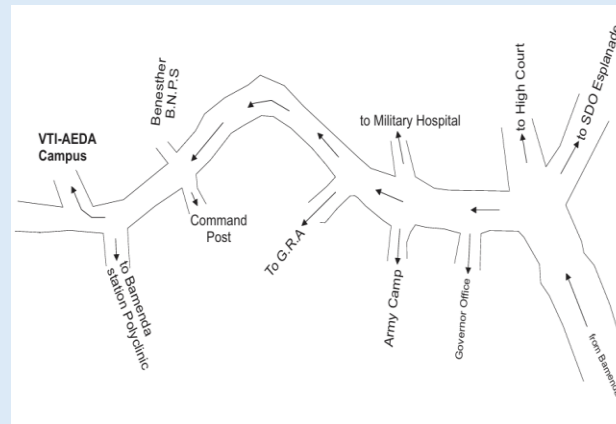 VTI-AEDA
Campus
Benesther
B.N.P.S
to Bamenda
station Polyclinic
Command
Post
To G.R.A
to Military Hospital
Army Camp
Governor Office
to High Court
to SDO Esplanade
from Bamenda